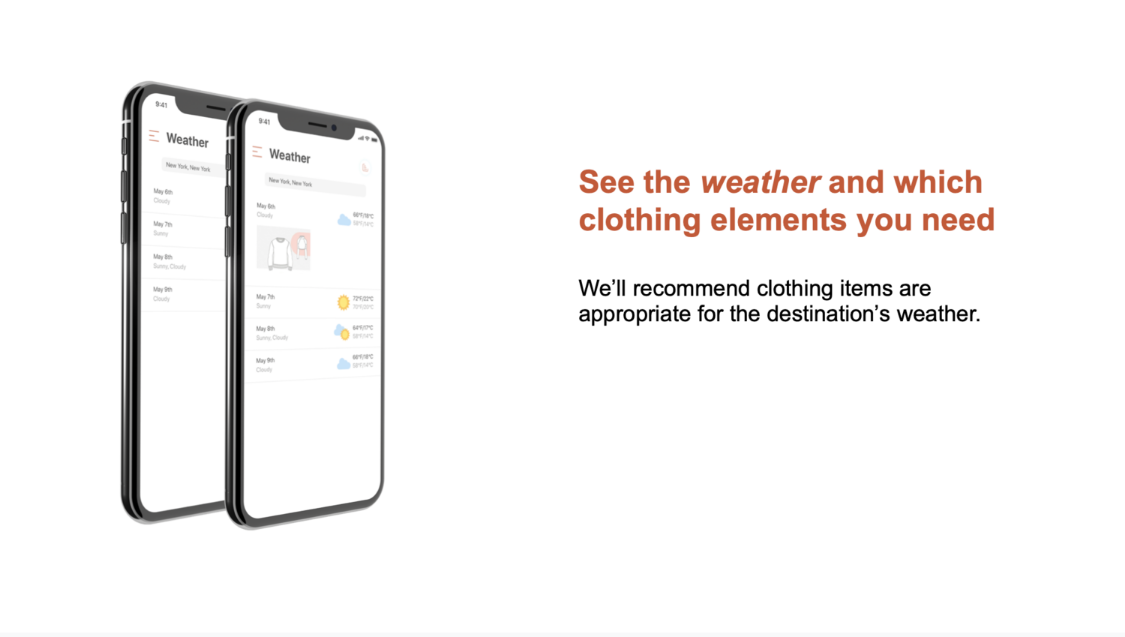 9:41
Weather
New York, New York
May 6th
Cloudy
May 7th
Sunny
May 8th
Sunny, Cloudy
May 9th
Cloudy
9:41
Weather
New York, New York
May 6th
Cloudy
66°F/18°C
58°F/14°C
May 7th
Sunny
72°F/22°C
May 8th
Sunny, Cloudy
64°F/17°C
58°F/14°C
May 9th
Cloudy
66°F/18°C
58°F/14°C
See the weather and which
clothing elements you need
We’ll recommend clothing items are
appropriate for the destination’s weather.